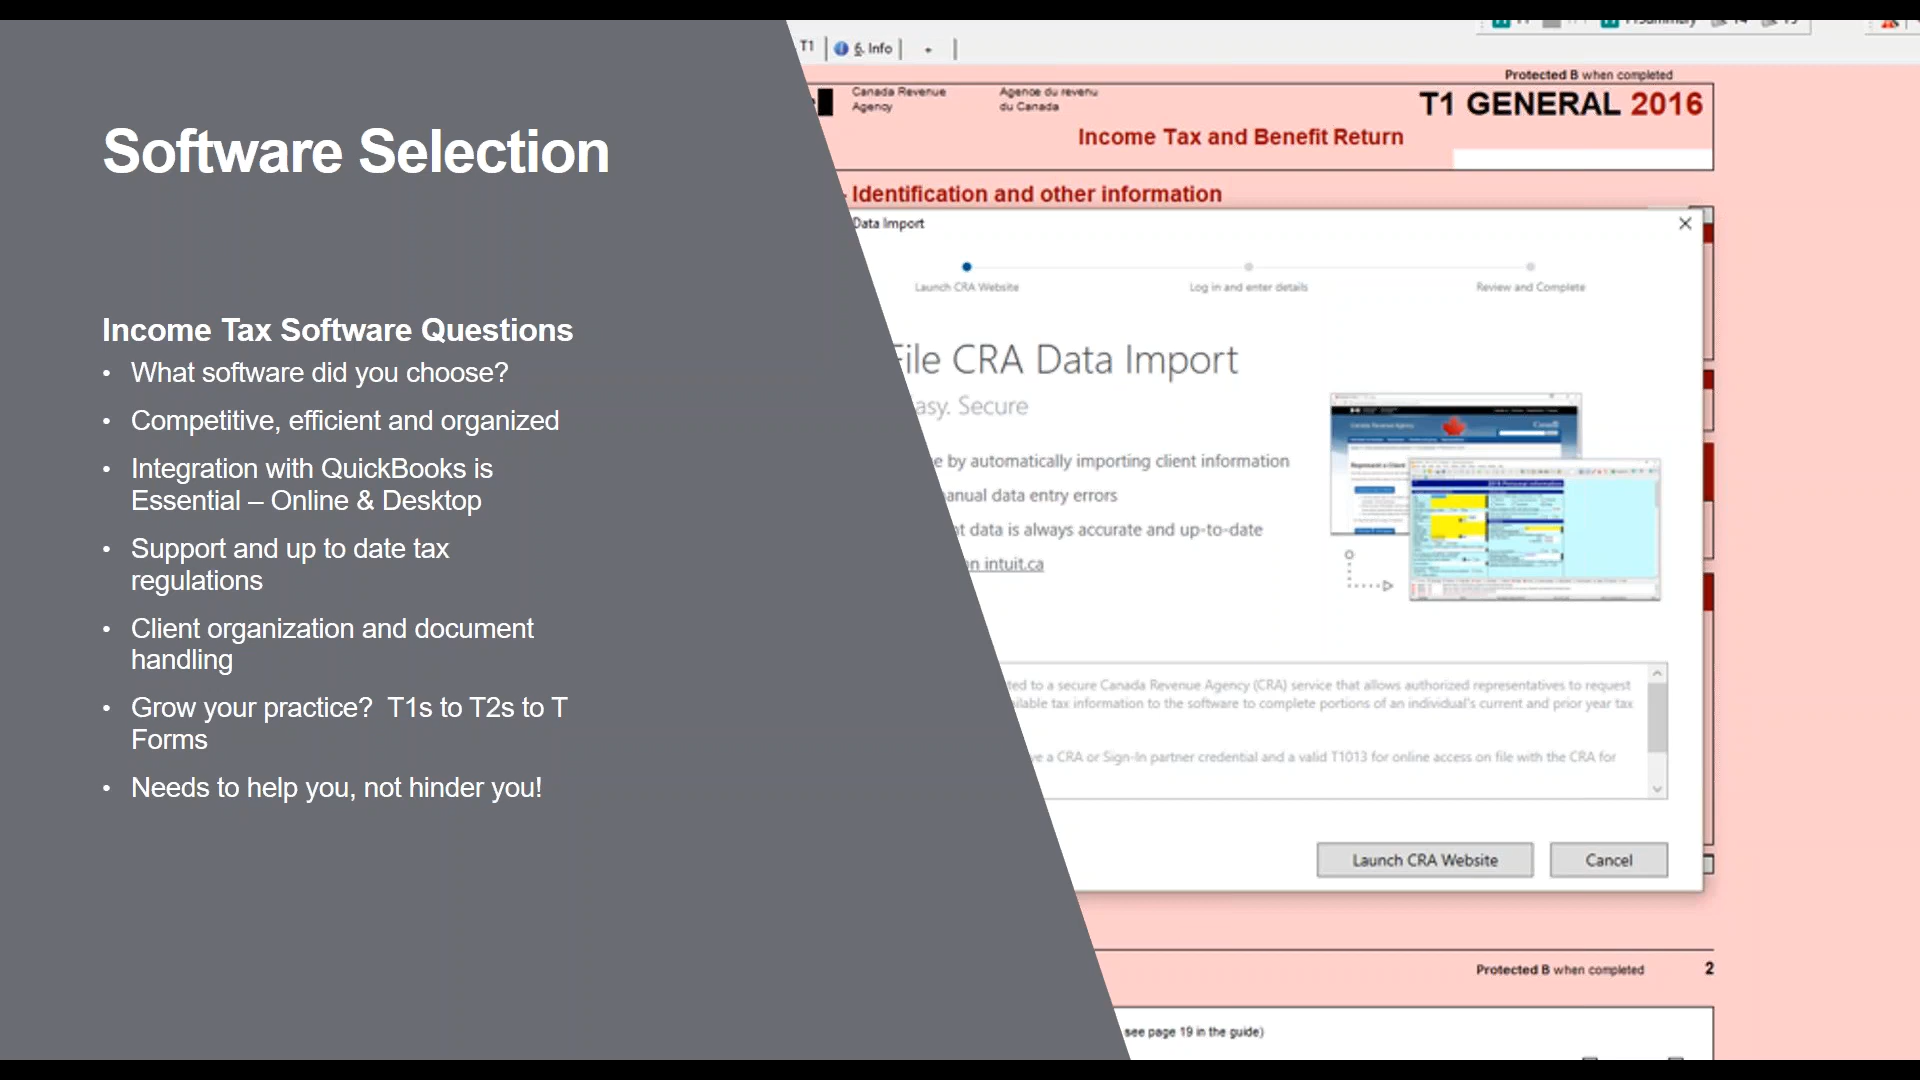 Software Selection
Income Tax Software Questions
• What software did you choose?
• Competitive, efficient and organized
• Integration with QuickBooks is
Essential – Online & Desktop
• Support and up to date tax
regulations
• Client organization and document
handling
• Grow your practice?  T1s to T2s to T
Forms
• Needs to help you, not hinder you!
T1
6. Info
+
Protected B when completed
Canada Revenue
Agency
Agence du revenu
du Canada
T1 GENERAL 2016
Income Tax and Benefit Return
Identification and other information
Data Import
Launch CRA Website
Log in and enter details
Review and Complete
File CRA Data Import
asy. Secure
e by automatically importing client information
anual data entry errors
t data is always accurate and up-to-date
n intuit.ca
ted to a secure Canada Revenue Agency (CRA) service that allows authorized representatives to request
ilable tax information to the software to complete portions of an individual's current and prior year tax
ve a CRA or Sign-In partner credential and a valid T1013 for online access on file with the CRA for
Launch CRA Website
Cancel
Protected B when completed
2
see page 19 in the guide)